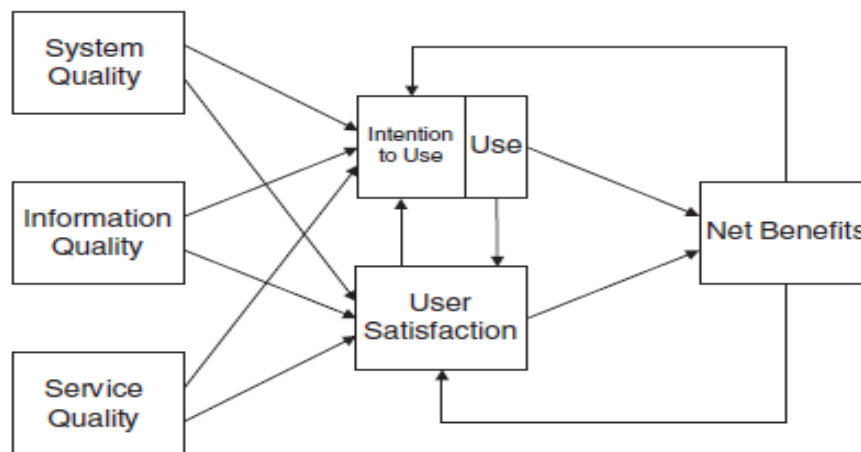 System
Quality
Information
Quality
Service
Quality
Intention
to Use
Use
User
Satisfaction
Net Benefits